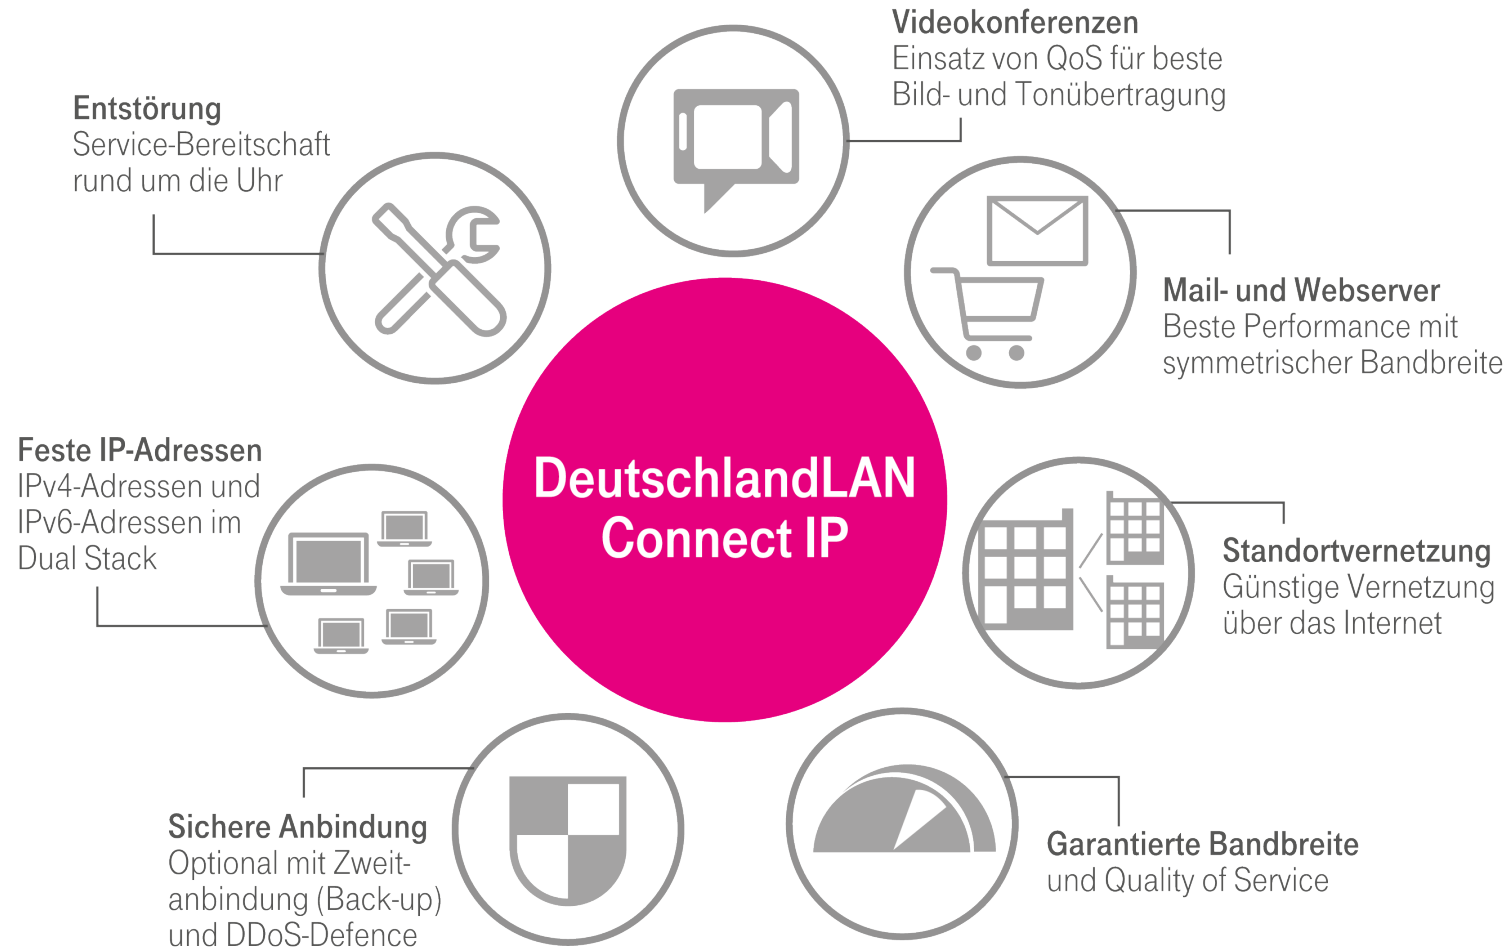 Videokonferenzen
Einsatz von QoS für beste
Bild- und Tonübertragung
Entstörung
Service-Bereitschaft
rund um die Uhr
Mail- und Webserver
Beste Performance mit
symmetrischer Bandbreite
Feste IP-Adressen
IPv4-Adressen und
IPv6-Adressen im
Dual Stack
DeutschlandLAN
Connect IP
Standortvernetzung
Günstige Vernetzung
über das Internet
Sichere Anbindung
Optional mit Zweit-
anbindung (Back-up)
und DDoS-Defence
Garantierte Bandbreite
und Quality of Service